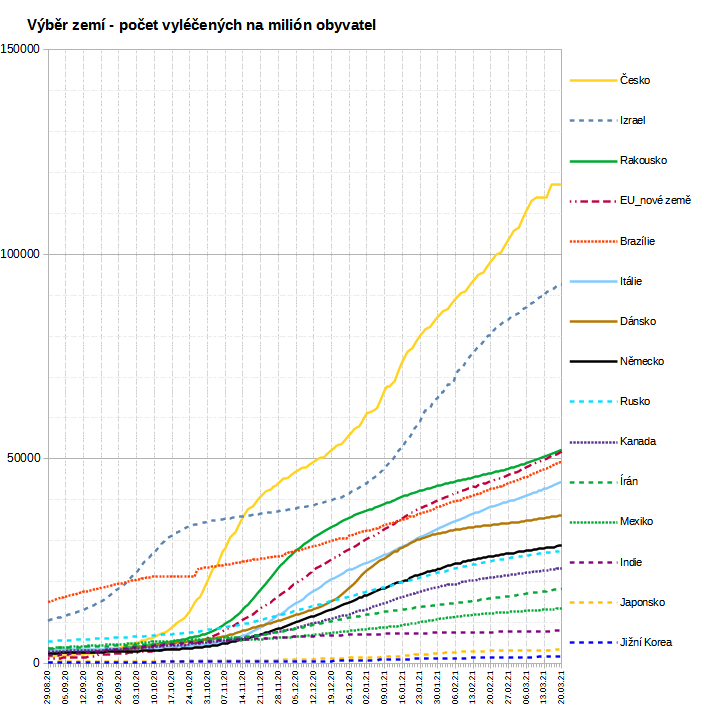 Výběr zemí - počet vyléčených na milión obyvatel
150000
100000
50000
0
Česko
Izrael
Rakousko
EU_nové země
Brazílie
Itálie
Dánsko
Německo
Rusko
Kanada
Írán
Mexiko
Indie
Japonsko
Jižní Korea
29.08.20
05.09.20
12.09.20
19.09.20
26.09.20
03.10.20
10.10.20
17.10.20
24.10.20
31.10.20
07.11.20
14.11.20
21.11.20
28.11.20
05.12.20
12.12.20
19.12.20
26.12.20
02.01.21
09.01.21
16.01.21
23.01.21
30.01.21
06.02.21
13.02.21
20.02.21
27.02.21
06.03.21
13.03.21
20.03.21